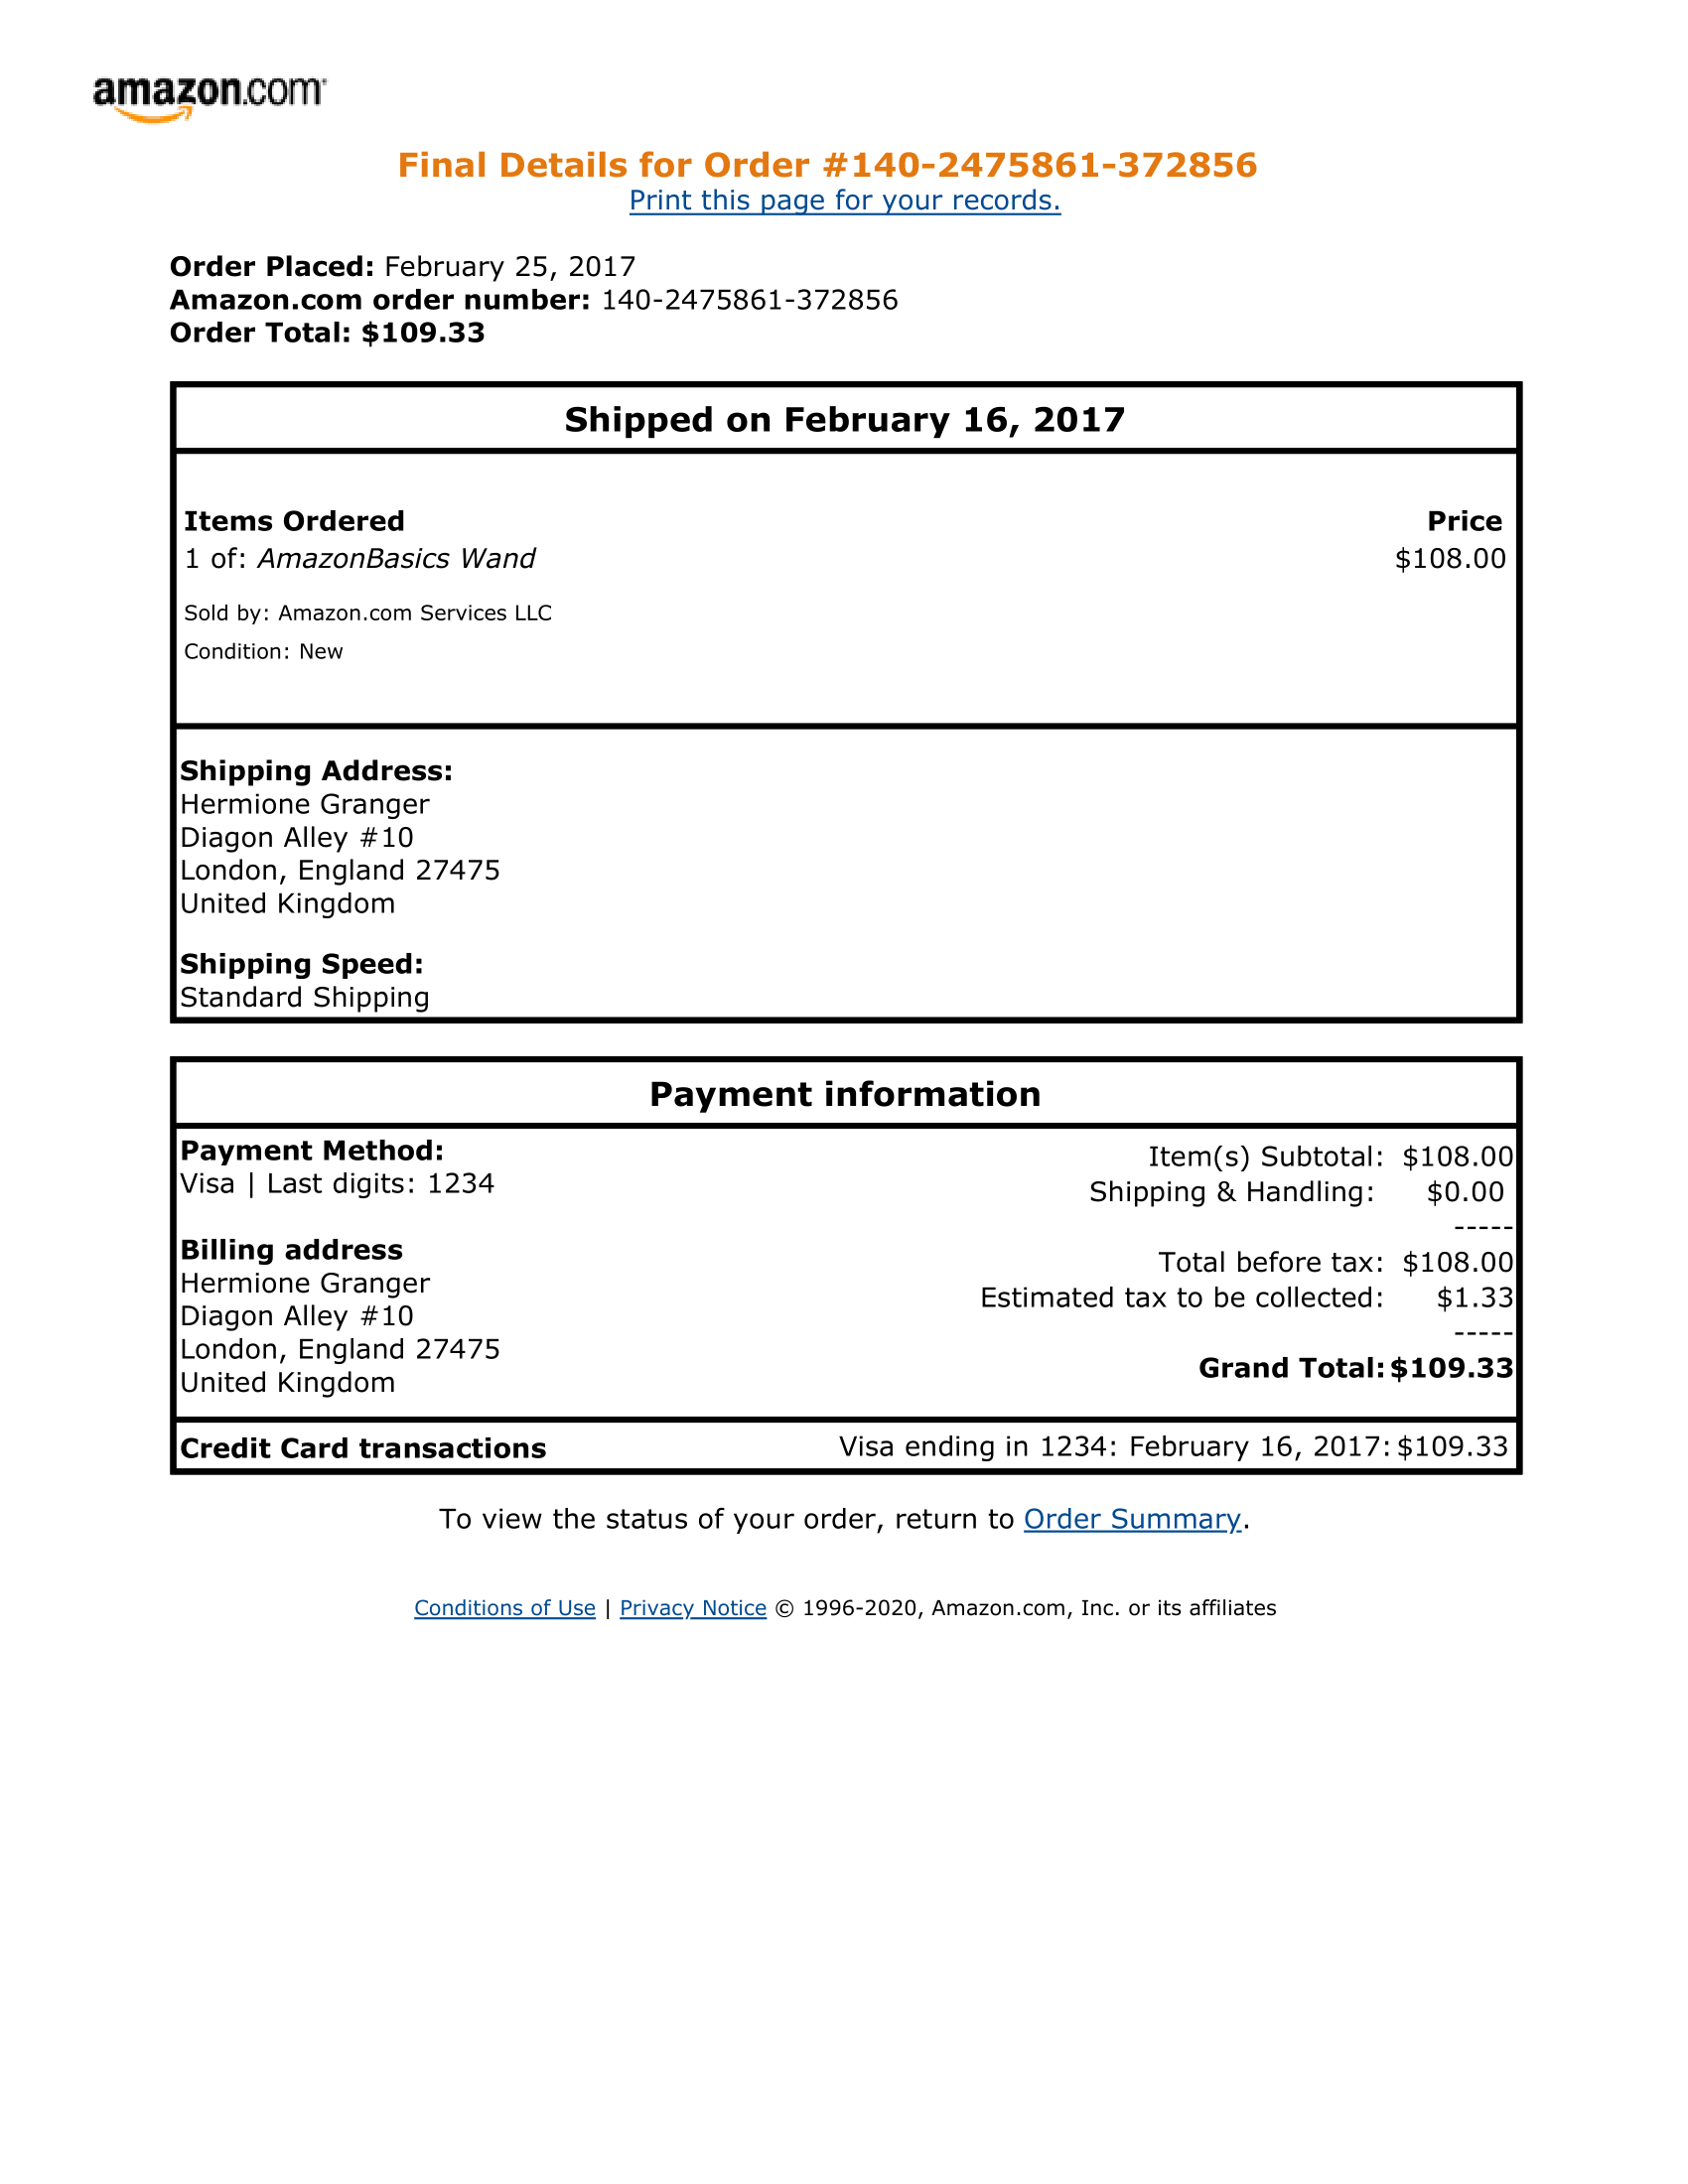 amazon.com
Final Details for Order #140-2475861-372856
Print this page for your records.
Order Placed: February 25, 2017
Amazon.com order number: 140-2475861-372856
Order Total: $109.33
Shipped on February 16, 2017
Items Ordered Price
1 of: AmazonBasics Wand $108.00
Sold by: Amazon.com Services LLC
Condition: New
Shipping Address:
Hermione Granger
Diagon Alley #10
London, England 27475
United Kingdom
Shipping Speed:
Standard Shipping
Payment information
Payment Method:
Visa | Last digits: 1234
Billing address
Hermione Granger
Diagon Alley #10
London, England 27475
United Kingdom
Item(s) Subtotal: $108.00
Shipping & Handling: $0.00
-----
Total before tax: $108.00
Estimated tax to be collected: $1.33
-----
Grand Total: $109.33
Credit Card transactions Visa ending in 1234: February 16, 2017: $109.33
To view the status of your order, return to Order Summary.
Conditions of Use | Privacy Notice © 1996-2020, Amazon.com, Inc. or its affiliates